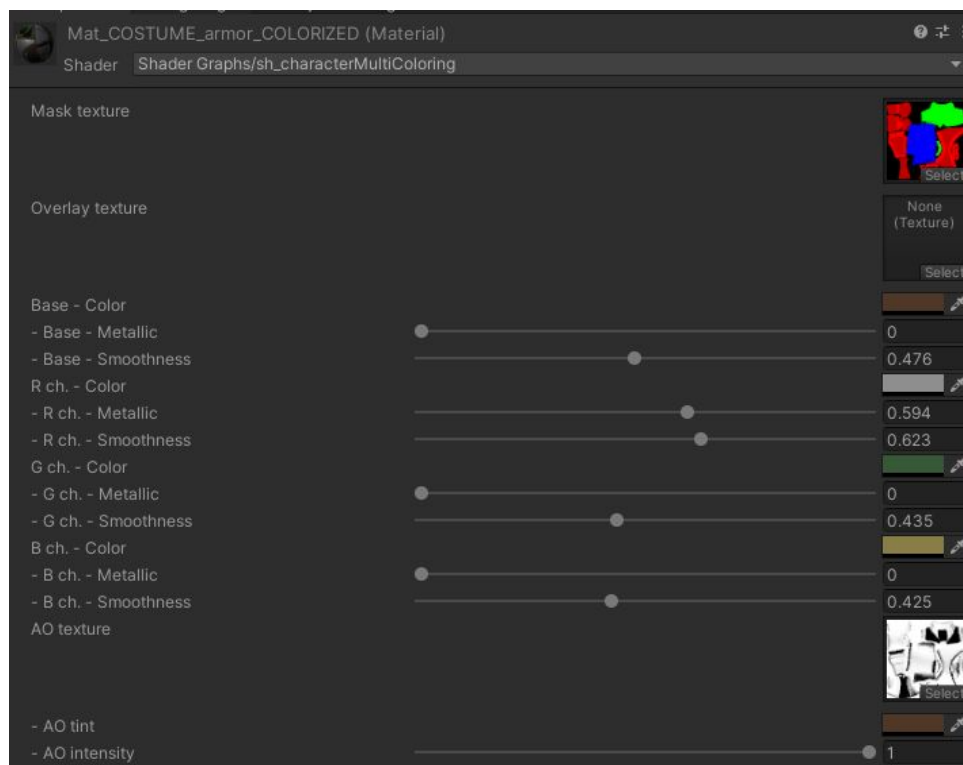 Mat_COSTUME_armor_COLORIZED (Material)
Shader Shader Graphs/sh_characterMultiColoring
Mask texture
Select
Overlay texture
None
(Texture)
Select
Base - Color
- Base - Metallic 0
- Base - Smoothness 0.476
R ch. - Color
- R ch. - Metallic 0.594
- R ch. - Smoothness 0.623
G ch. - Color
- G ch. - Metallic 0
- G ch. - Smoothness 0.435
B ch. - Color
- B ch. - Metallic 0
- B ch. - Smoothness 0.425
AO texture
Select
- AO tint
- AO intensity 1